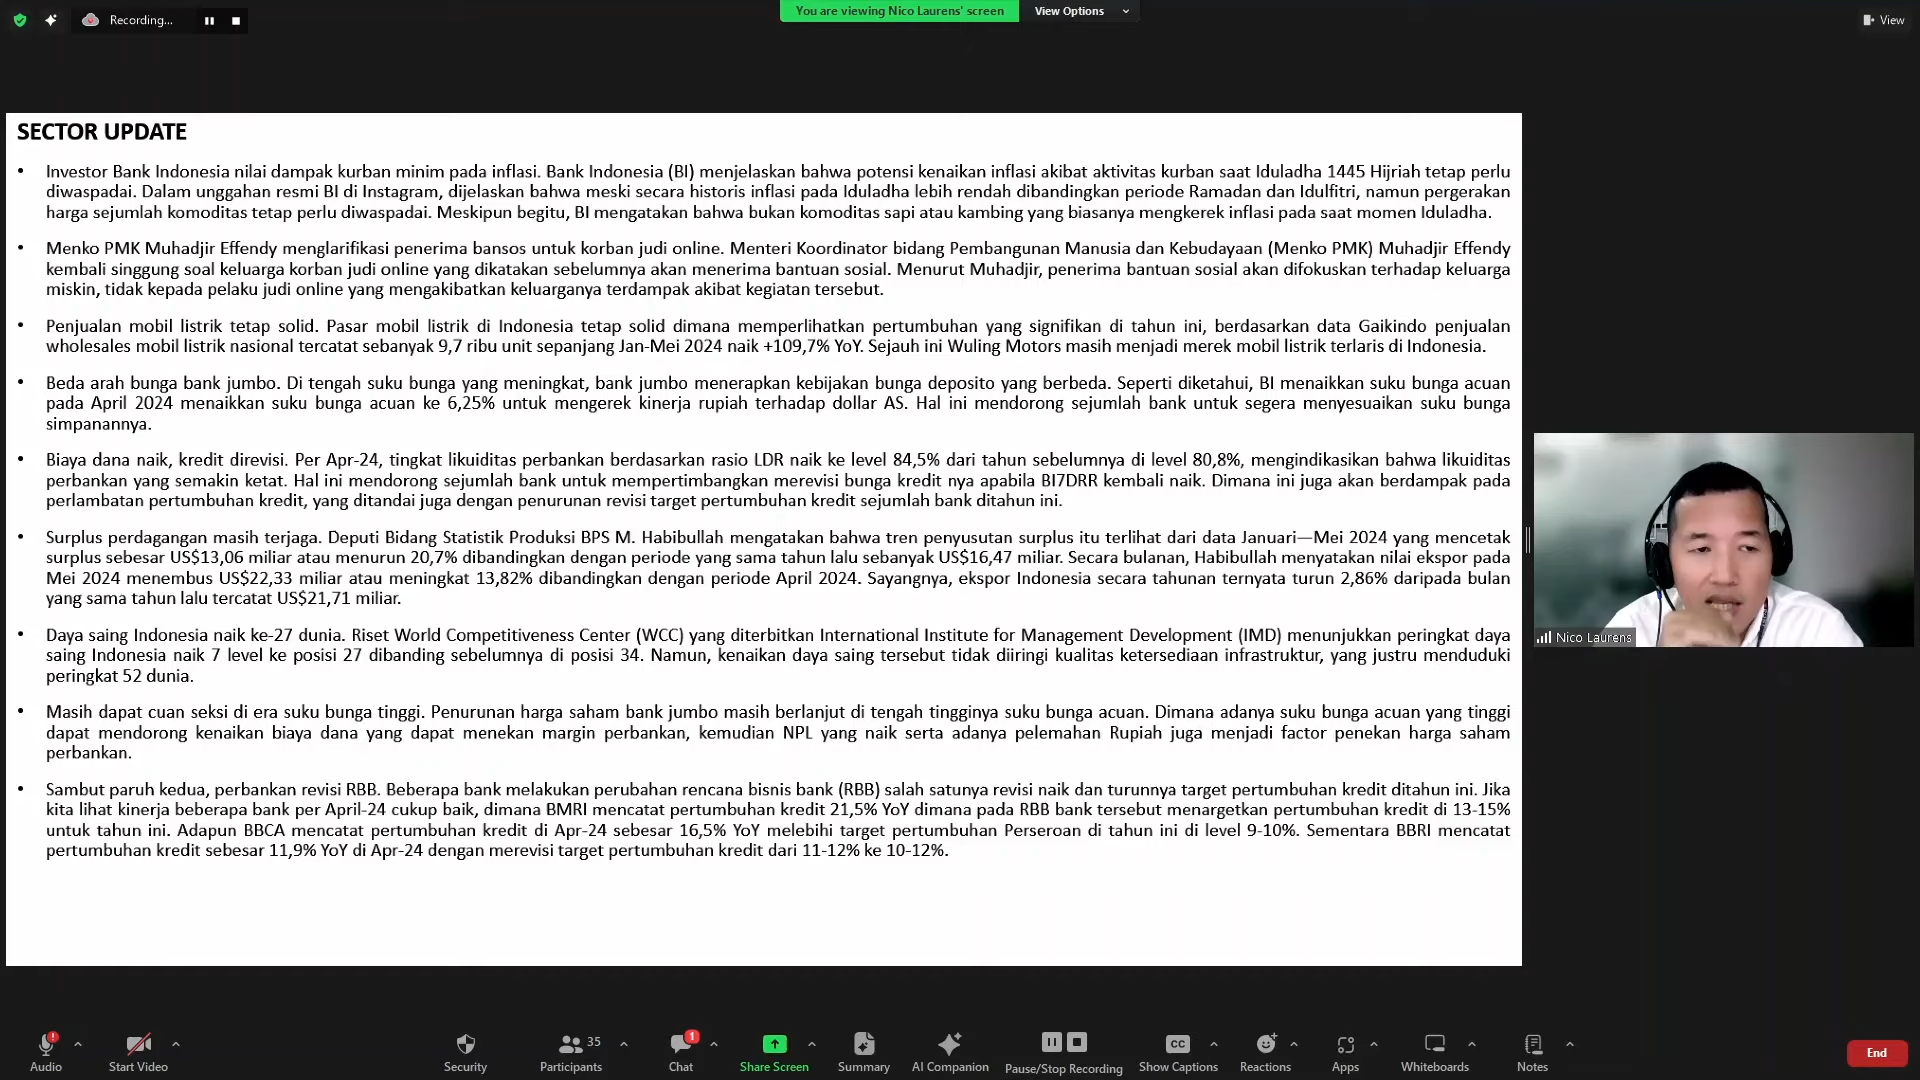 Recording...
You are viewing Nico Laurens' screen
View Options
View
SECTOR UPDATE
• Investor Bank Indonesia nilai dampak kurban minim pada inflasi. Bank Indonesia (BI) menjelaskan bahwa potensi kenaikan inflasi akibat aktivitas kurban saat Iduladha 1445 Hijriah tetap perlu
diwaspadai. Dalam unggahan resmi BI di Instagram, dijelaskan bahwa meski secara historis inflasi pada Iduladha lebih rendah dibandingkan periode Ramadan dan Idulfitri, namun pergerakan
harga sejumlah komoditas tetap perlu diwaspadai. Meskipun begitu, BI mengatakan bahwa bukan komoditas sapi atau kambing yang biasanya mengkerek inflasi pada saat momen Iduladha.
• Menko PMK Muhadjir Effendy menglarifikasi penerima bansos untuk korban judi online. Menteri Koordinator bidang Pembangunan Manusia dan Kebudayaan (Menko PMK) Muhadjir Effendy
kembali singgung soal keluarga korban judi online yang dikatakan sebelumnya akan menerima bantuan sosial. Menurut Muhadjir, penerima bantuan sosial akan difokuskan terhadap keluarga
miskin, tidak kepada pelaku judi online yang mengakibatkan keluarganya terdampak akibat kegiatan tersebut.
• Penjualan mobil listrik tetap solid. Pasar mobil listrik di Indonesia tetap solid dimana memperlihatkan pertumbuhan yang signifikan di tahun ini, berdasarkan data Gaikindo penjualan
wholesales mobil listrik nasional tercatat sebanyak 9,7 ribu unit sepanjang Jan-Mei 2024 naik +109,7% YoY. Sejauh ini Wuling Motors masih menjadi merek mobil listrik terlaris di Indonesia.
• Beda arah bunga bank jumbo. Di tengah suku bunga yang meningkat, bank jumbo menerapkan kebijakan bunga deposito yang berbeda. Seperti diketahui, BI menaikkan suku bunga acuan
pada April 2024 menaikkan suku bunga acuan ke 6,25% untuk mengerek kinerja rupiah terhadap dollar AS. Hal ini mendorong sejumlah bank untuk segera menyesuaikan suku bunga
simpanannya.
• Biaya dana naik, kredit direvisi. Per Apr-24, tingkat likuiditas perbankan berdasarkan rasio LDR naik ke level 84,5% dari tahun sebelumnya di level 80,8%, mengindikasikan bahwa likuiditas
perbankan yang semakin ketat. Hal ini mendorong sejumlah bank untuk mempertimbangkan merevisi bunga kredit nya apabila BI7DRR kembali naik. Dimana ini juga akan berdampak pada
perlambatan pertumbuhan kredit, yang ditandai juga dengan penurunan revisi target pertumbuhan kredit sejumlah bank ditahun ini.
• Surplus perdagangan masih terjaga. Deputi Bidang Statistik Produksi BPS M. Habibullah mengatakan bahwa tren penyusutan surplus itu terlihat dari data Januari—Mei 2024 yang mencetak
surplus sebesar US$13,06 miliar atau menurun 20,7% dibandingkan dengan periode yang sama tahun lalu sebanyak US$16,47 miliar. Secara bulanan, Habibullah menyatakan nilai ekspor pada
Mei 2024 menembus US$22,33 miliar atau meningkat 13,82% dibandingkan dengan periode April 2024. Sayangnya, ekspor Indonesia secara tahunan ternyata turun 2,86% daripada bulan
yang sama tahun lalu tercatat US$21,71 miliar.
• Daya saing Indonesia naik ke-27 dunia. Riset World Competitiveness Center (WCC) yang diterbitkan International Institute for Management Development (IMD) menunjukkan peringkat daya
saing Indonesia naik 7 level ke posisi 27 dibanding sebelumnya di posisi 34. Namun, kenaikan daya saing tersebut tidak diiringi kualitas ketersediaan infrastruktur, yang justru menduduki
peringkat 52 dunia.
• Masih dapat cuan seksi di era suku bunga tinggi. Penurunan harga saham bank jumbo masih berlanjut di tengah tingginya suku bunga acuan. Dimana adanya suku bunga acuan yang tinggi
dapat mendorong kenaikan biaya dana yang dapat menekan margin perbankan, kemudian NPL yang naik serta adanya pelemahan Rupiah juga menjadi factor penekan harga saham
perbankan.
• Sambut paruh kedua, perbankan revisi RBB. Beberapa bank melakukan perubahan rencana bisnis bank (RBB) salah satunya revisi naik dan turunnya target pertumbuhan kredit ditahun ini. Jika
kita lihat kinerja beberapa bank per April-24 cukup baik, dimana BMRI mencatat pertumbuhan kredit 21,5% YoY dimana pada RBB bank tersebut menargetkan pertumbuhan kredit di 13-15%
untuk tahun ini. Adapun BBCA mencatat pertumbuhan kredit di Apr-24 sebesar 16,5% YoY melebihi target pertumbuhan Perseroan di tahun ini di level 9-10%. Sementara BBRI mencatat
pertumbuhan kredit sebesar 11,9% YoY di Apr-24 dengan merevisi target pertumbuhan kredit dari 11-12% ke 10-12%.
Nico Laurens
Audio
Start Video
Security
35
Participants
1
Chat
Share Screen
Summary
AI Companion
Pause/Stop Recording
CC
Show Captions
Reactions
Apps
Whiteboards
Notes
End